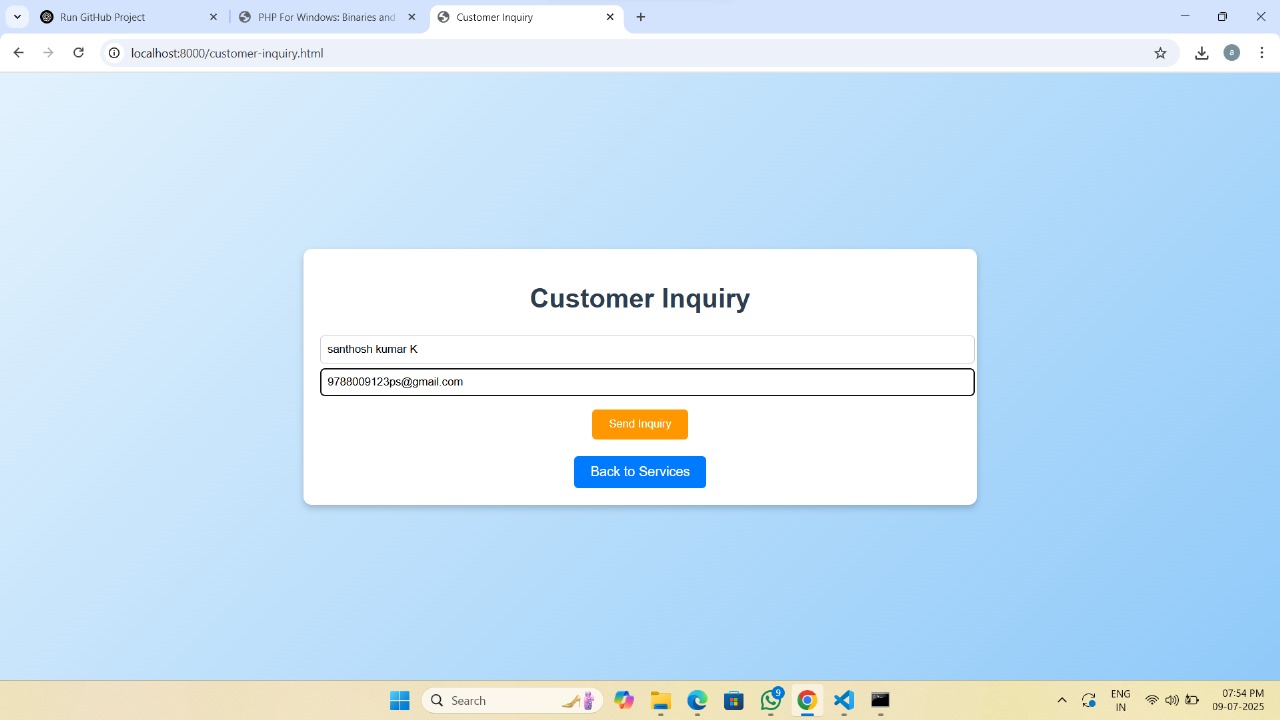 Run GitHub Project
PHP For Windows: Binaries and
Customer Inquiry
localhost:8000/customer-inquiry.html
a
Customer Inquiry
santhosh kumar K
9788009123ps@gmail.com
Send Inquiry
Back to Services
Search
9
ENG
IN
07:54 PM
09-07-2025